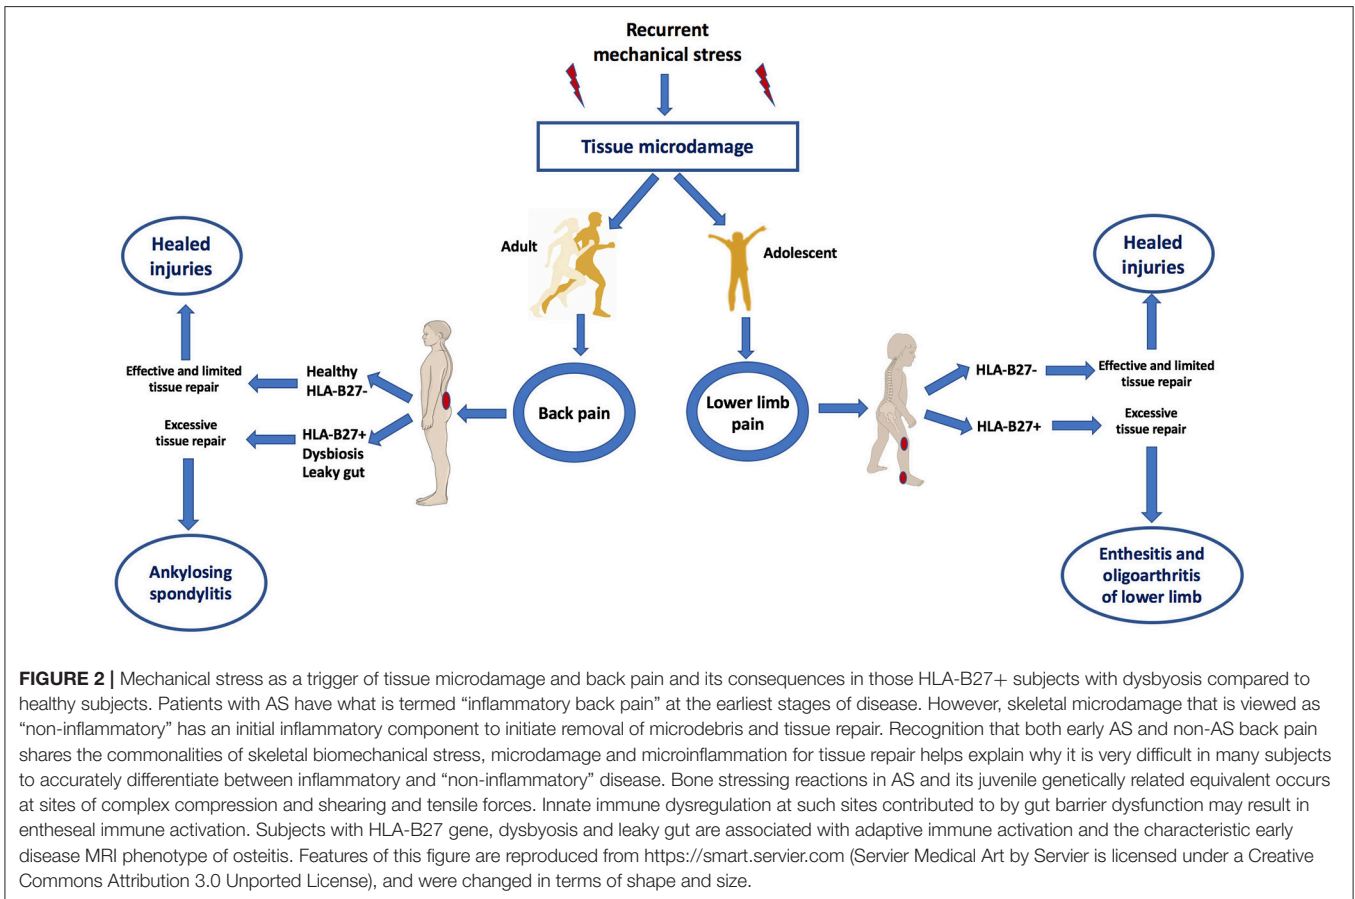 Recurrent
mechanical stress
Tissue microdamage
Adult
Adolescent
Healed
injuries
Healed
injuries
Effective and limited
tissue repair
Healthy
HLA-B27-
Excessive
tissue repair
HLA-B27+
Dysbiosis
Leaky gut
Back pain
Lower limb
pain
HLA-B27-
Effective and limited
tissue repair
HLA-B27+
Excessive
tissue repair
Ankylosing
spondylitis
Enthesitis and
oligoarthritis
of lower limb
FIGURE 2 | Mechanical stress as a trigger of tissue microdamage and back pain and its consequences in those HLA-B27+ subjects with dysbyosis compared to
healthy subjects. Patients with AS have what is termed “inflammatory back pain” at the earliest stages of disease. However, skeletal microdamage that is viewed as
“non-inflammatory” has an initial inflammatory component to initiate removal of microdebris and tissue repair. Recognition that both early AS and non-AS back pain
shares the commonalities of skeletal biomechanical stress, microdamage and microinflammation for tissue repair helps explain why it is very difficult in many subjects
to accurately differentiate between inflammatory and “non-inflammatory” disease. Bone stressing reactions in AS and its juvenile genetically related equivalent occurs
at sites of complex compression and shearing and tensile forces. Innate immune dysregulation at such sites contributed to by gut barrier dysfunction may result in
entheseal immune activation. Subjects with HLA-B27 gene, dysbyosis and leaky gut are associated with adaptive immune activation and the characteristic early
disease MRI phenotype of osteitis. Features of this figure are reproduced from https://smart.servier.com (Servier Medical Art by Servier is licensed under a Creative
Commons Attribution 3.0 Unported License), and were changed in terms of shape and size.